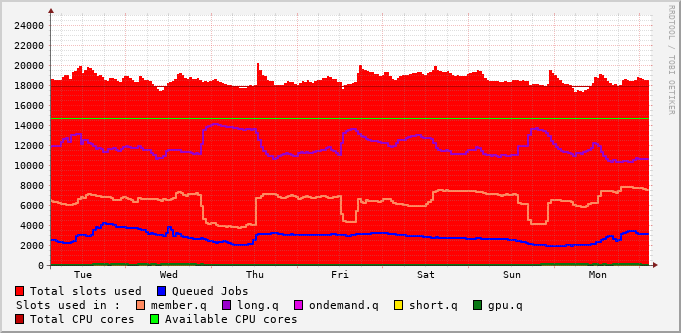 24000
22000
20000
18000
16000
14000
12000
10000
8000
6000
4000
2000
0
Tue Wed Thu Fri Sat Sun Mon
RRDTOOL / TOBI OETIKER
Total slots used Queued Jobs
Slots used in : member.q long.q ondemand.q short.q gpu.q
Total CPU cores Available CPU cores